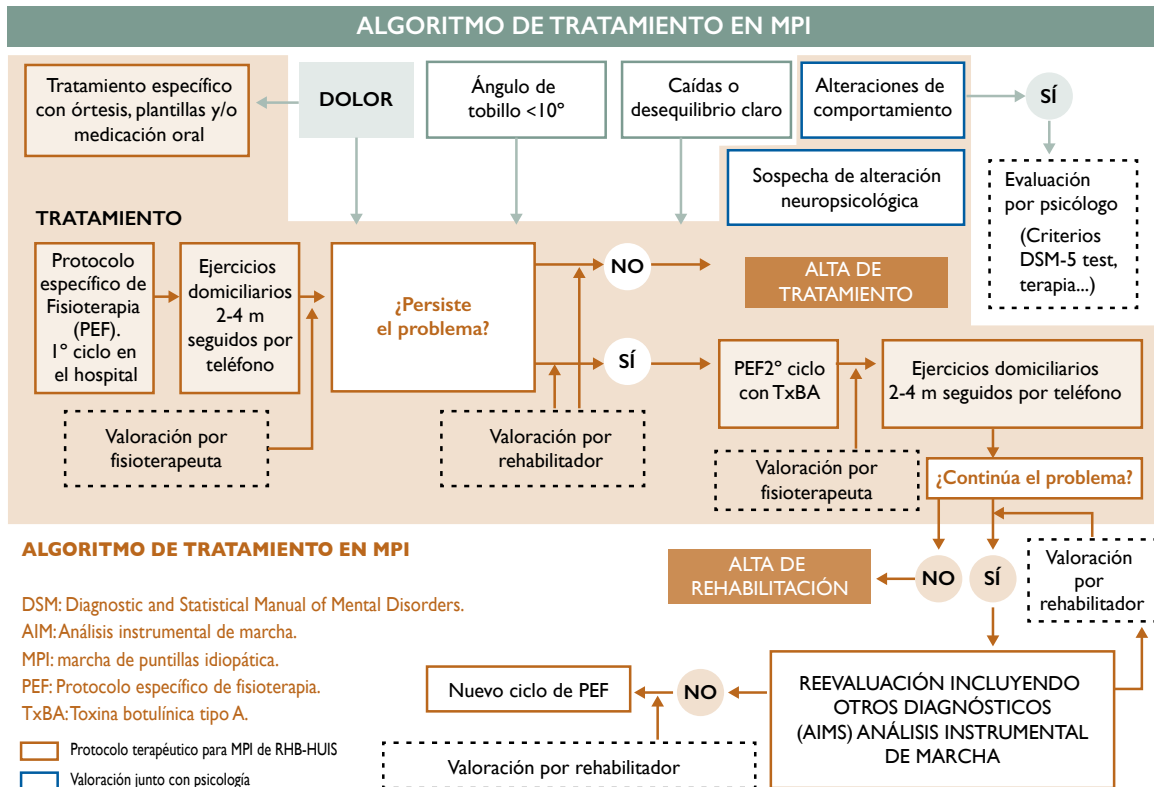 ALGORITMO DE TRATAMIENTO EN MPI
Tratamiento específico
con órtesis, plantillas y/o
medicación oral
DOLOR
Ángulo de
tobillo <10º
Caídas o
desequilibrio claro
Alteraciones de
comportamiento
SÍ
Sospecha de alteración
neuropsicológica
Evaluación
por psicólogo
(Criterios
DSM-5 test,
terapia...)
TRATAMIENTO
Protocolo
específico de
Fisioterapia
(PEF).
1º ciclo en
el hospital
Ejercicios
domiciliarios
2-4 m
seguidos por
teléfono
¿Persiste
el problema?
NO
ALTA DE
TRATAMIENTO
SÍ
PEF2º ciclo
con TxBA
Ejercicios domiciliarios
2-4 m seguidos por teléfono
Valoración por
fisioterapeuta
Valoración por
rehabilitador
Valoración por
fisioterapeuta
¿Continúa el problema?
ALTA DE
REHABILITACIÓN
NO
SÍ
Valoración
por
rehabilitador
REEVALUACIÓN INCLUYENDO
OTROS DIAGNÓSTICOS
(AIMS) ANÁLISIS INSTRUMENTAL
DE MARCHA
NO
Nuevo ciclo de PEF
Valoración por rehabilitador
ALGORITMO DE TRATAMIENTO EN MPI
DSM: Diagnostic and Statistical Manual of Mental Disorders.
AIM: Análisis instrumental de marcha.
MPI: marcha de puntillas idiopática.
PEF: Protocolo específico de fisioterapia.
TxBA: Toxina botulínica tipo A.
Protocolo terapéutico para MPI de RHB-HUIS
Valoración junto con psicología